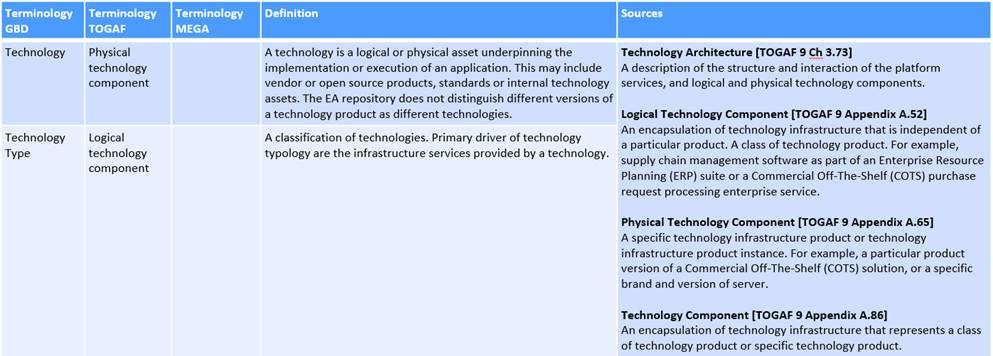 Terminology
GBD
Terminology
TOGAF
Terminology
MEGA
Definition
Sources
Technology
Physical
technology
component
A technology is a logical or physical asset underpinning the
implementation or execution of an application. This may include
vendor or open source products, standards or internal technology
assets. The EA repository does not distinguish different versions of
a technology product as different technologies.
Technology
Type
Logical
technology
component
A classification of technologies. Primary driver of technology
typology are the infrastructure services provided by a technology.
Technology Architecture [TOGAF 9 Ch 3.73]
A description of the structure and interaction of the platform
services, and logical and physical technology components.
Logical Technology Component [TOGAF 9 Appendix A.52]
An encapsulation of technology infrastructure that is independent of
a particular product. A class of technology product. For example,
supply chain management software as part of an Enterprise Resource
Planning (ERP) suite or a Commercial Off-The-Shelf (COTS) purchase
request processing enterprise service.
Physical Technology Component [TOGAF 9 Appendix A.65]
A specific technology infrastructure product or technology
infrastructure product instance. For example, a particular product
version of a Commercial Off-The-Shelf (COTS) solution, or a specific
brand and version of server.
Technology Component [TOGAF 9 Appendix A.86]
An encapsulation of technology infrastructure that represents a class
of technology product or specific technology product.